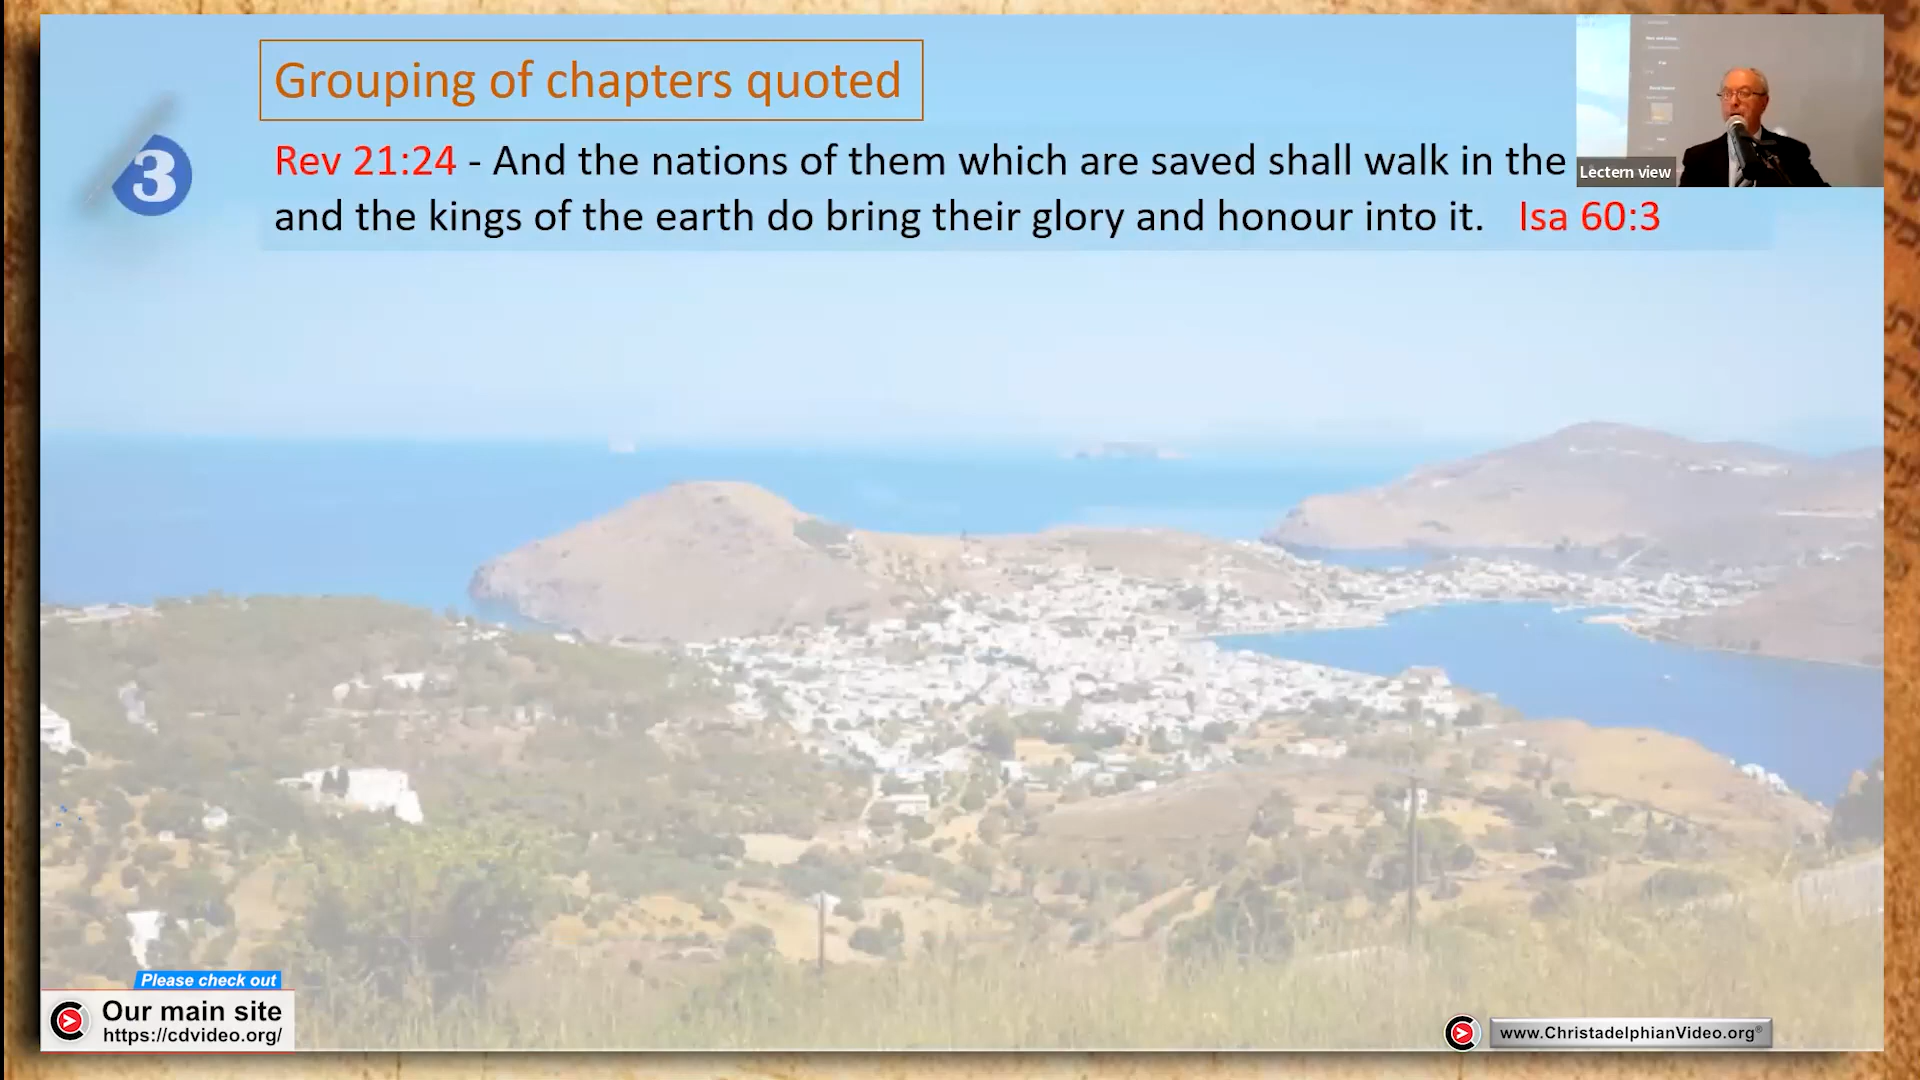 Grouping of chapters quoted
3
Rev 21:24 - And the nations of them which are saved shall walk in the
and the kings of the earth do bring their glory and honour into it. Isa 60:3
Lectern view
Please check out
Our main site
https://cdvideo.org/
www.ChristadelphianVideo.org®